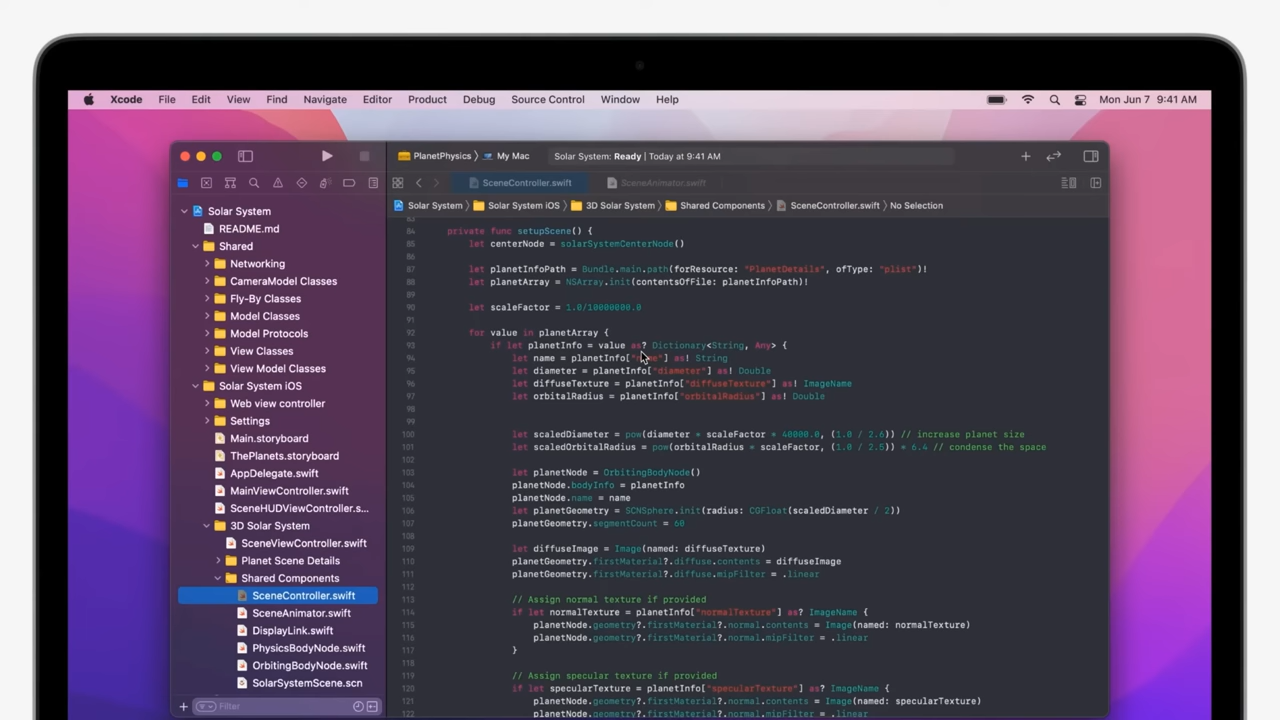 Xcode File Edit View Find Navigate Editor Product Debug Source Control Window Help Mon Jun 7 9:41 AM
PlanetPhysics My Mac Solar System: Ready | Today at 9:41 AM
SceneController.swift SceneAnimator.swift
Solar System Solar System iOS 3D Solar System Shared Components SceneController.swift No Selection
Solar System
README.md
Shared
Networking
CameraModel Classes
Fly-By Classes
Model Classes
Model Protocols
View Classes
View Model Classes
Solar System iOS
Web view controller
Settings
Main.storyboard
ThePlanets.storyboard
AppDelegate.swift
MainViewController.swift
SceneHUDViewController.s...
3D Solar System
SceneViewController.swift
Planet Scene Details
Shared Components
SceneController.swift
SceneAnimator.swift
DisplayLink.swift
PhysicsBodyNode.swift
OrbitingBodyNode.swift
SolarSystemScene.scn
Filter
83
84 private func setupScene() {
85 let centerNode = solarSystemCenterNode()
86
87 let planetInfoPath = Bundle.main.path(forResource: "PlanetDetails", ofType: "plist")!
88 let planetArray = NSArray.init(contentsOfFile: planetInfoPath)!
89
90 let scaleFactor = 1.0/10000000.0
91
92 for value in planetArray {
93 if let planetInfo = value as? Dictionary<String, Any> {
94 let name = planetInfo["name"] as! String
95 let diameter = planetInfo["diameter"] as! Double
96 let diffuseTexture = planetInfo["diffuseTexture"] as! ImageName
97 let orbitalRadius = planetInfo["orbitalRadius"] as! Double
98
99
100 let scaledDiameter = pow(diameter * scaleFactor * 40000.0, (1.0 / 2.6)) // increase planet size
101 let scaledOrbitalRadius = pow(orbitalRadius * scaleFactor, (1.0 / 2.5)) * 6.4 // condense the space
102
103 let planetNode = OrbitingBodyNode()
104 planetNode.bodyInfo = planetInfo
105 planetNode.name = name
106 let planetGeometry = SCNSphere.init(radius: CGFloat(scaledDiameter / 2))
107 planetGeometry.segmentCount = 60
108
109 let diffuseImage = Image(named: diffuseTexture)
110 planetGeometry.firstMaterial?.diffuse.contents = diffuseImage
111 planetGeometry.firstMaterial?.diffuse.mipFilter = .linear
112
113 // Assign normal texture if provided
114 if let normalTexture = planetInfo["normalTexture"] as? ImageName {
115 planetNode.geometry?.firstMaterial?.normal.contents = Image(named: normalTexture)
116 planetNode.geometry?.firstMaterial?.normal.mipFilter = .linear
117 }
118
119 // Assign specular texture if provided
120 if let specularTexture = planetInfo["specularTexture"] as? ImageName {
121 planetNode.geometry?.firstMaterial?.specular.contents = Image(named: specularTexture)
122 planetNode.geometry?.firstMaterial?.specular.mipFilter = .linear